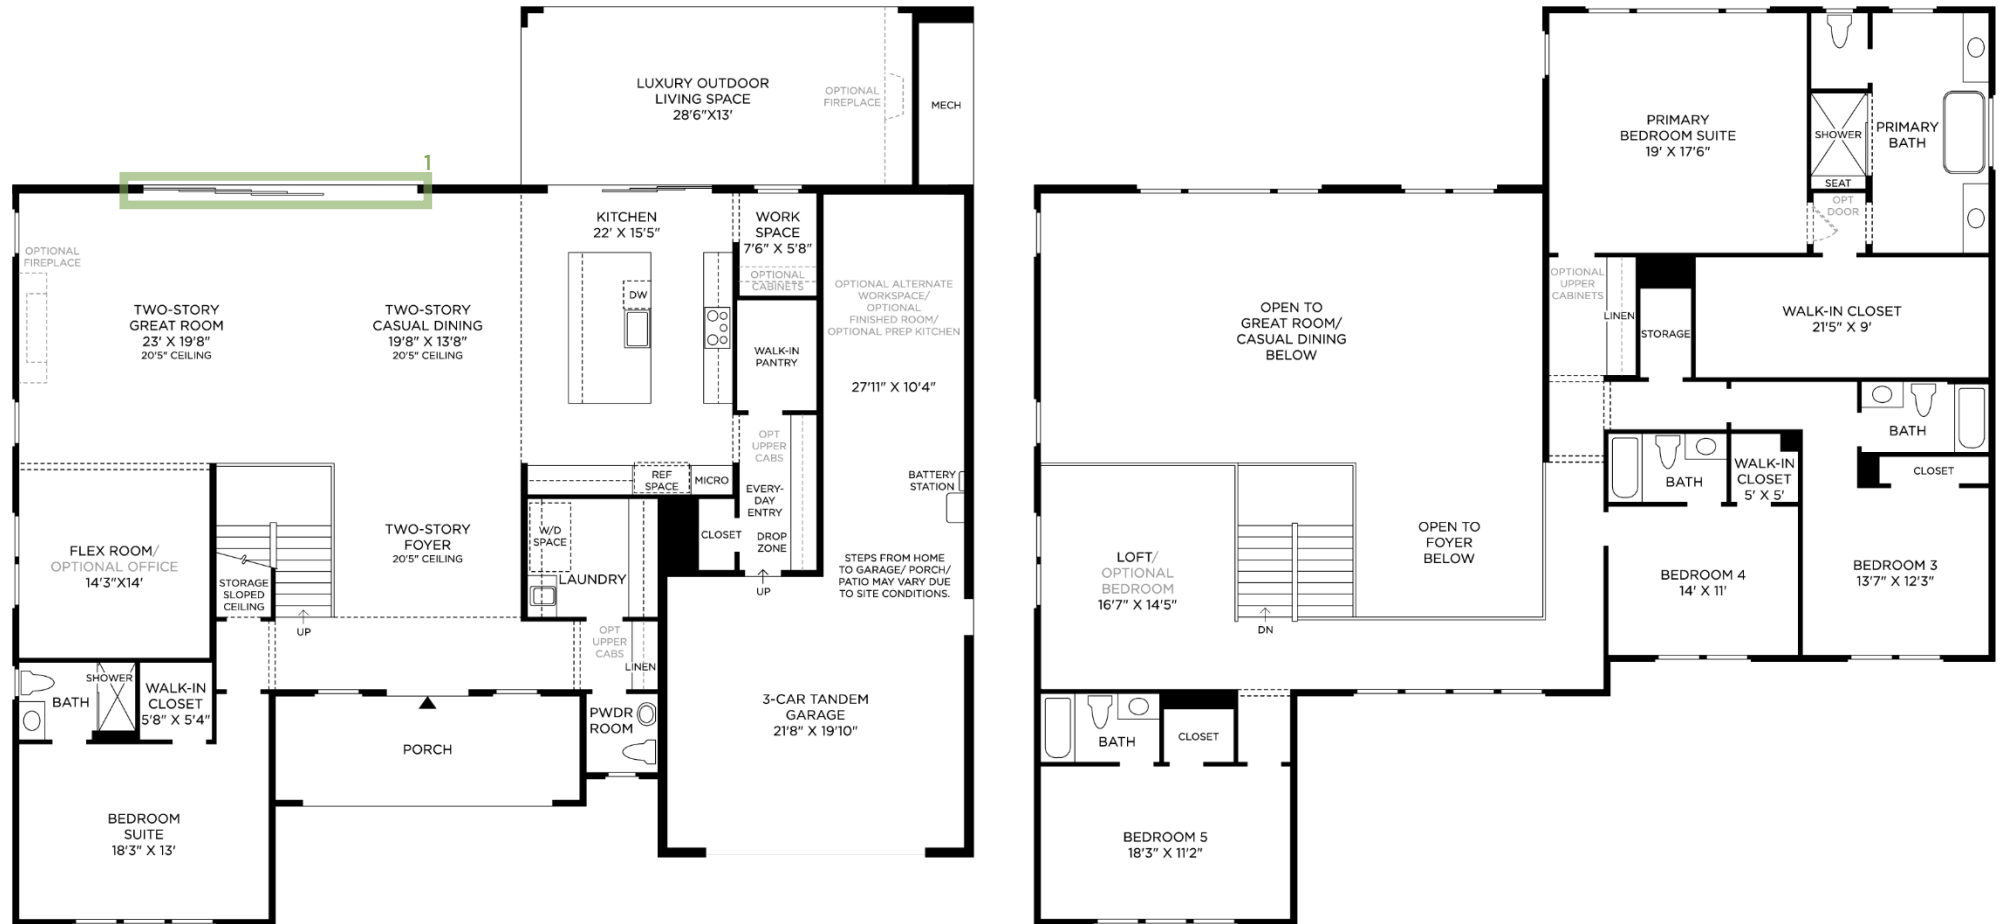 LUXURY OUTDOOR
LIVING SPACE
28'6"X13'
OPTIONAL
FIREPLACE
MECH
1
OPTIONAL
FIREPLACE
TWO-STORY
GREAT ROOM
23' X 19'8"
20'5" CEILING
TWO-STORY
CASUAL DINING
19'8" X 13'8"
20'5" CEILING
KITCHEN
22' X 15'5"
DW
WORK
SPACE
7'6" X 5'8"
OPTIONAL
CABINETS
WALK-IN
PANTRY
OPTIONAL ALTERNATE
WORKSPACE/
OPTIONAL
FINISHED ROOM/
OPTIONAL PREP KITCHEN
27'11" X 10'4"
OPT
UPPER
CABS
REF
SPACE
MICRO
EVERY-
DAY
ENTRY
BATTERY
STATION
FLEX ROOM/
OPTIONAL OFFICE
14'3"X14'
STORAGE
SLOPED
CEILING
UP
TWO-STORY
FOYER
20'5" CEILING
W/D
SPACE
LAUNDRY
CLOSET
DROP
ZONE
UP
STEPS FROM HOME
TO GARAGE/ PORCH/
PATIO MAY VARY DUE
TO SITE CONDITIONS.
OPT
UPPER
CABS
LINEN
BATH
SHOWER
WALK-IN
CLOSET
5'8" X 5'4"
PWDR
ROOM
3-CAR TANDEM
GARAGE
21'8" X 19'10"
PORCH
BEDROOM
SUITE
18'3" X 13'
PRIMARY
BEDROOM SUITE
19' X 17'6"
SHOWER
SEAT
PRIMARY
BATH
OPT
DOOR
OPEN TO
GREAT ROOM/
CASUAL DINING
BELOW
OPTIONAL
UPPER
CABINETS
LINEN
STORAGE
WALK-IN CLOSET
21'5" X 9'
BATH
BATH
WALK-IN
CLOSET
5' X 5'
CLOSET
LOFT/
OPTIONAL
BEDROOM
16'7" X 14'5"
DN
OPEN TO
FOYER
BELOW
BEDROOM 4
14' X 11'
BEDROOM 3
13'7" X 12'3"
BATH
CLOSET
BEDROOM 5
18'3" X 11'2"